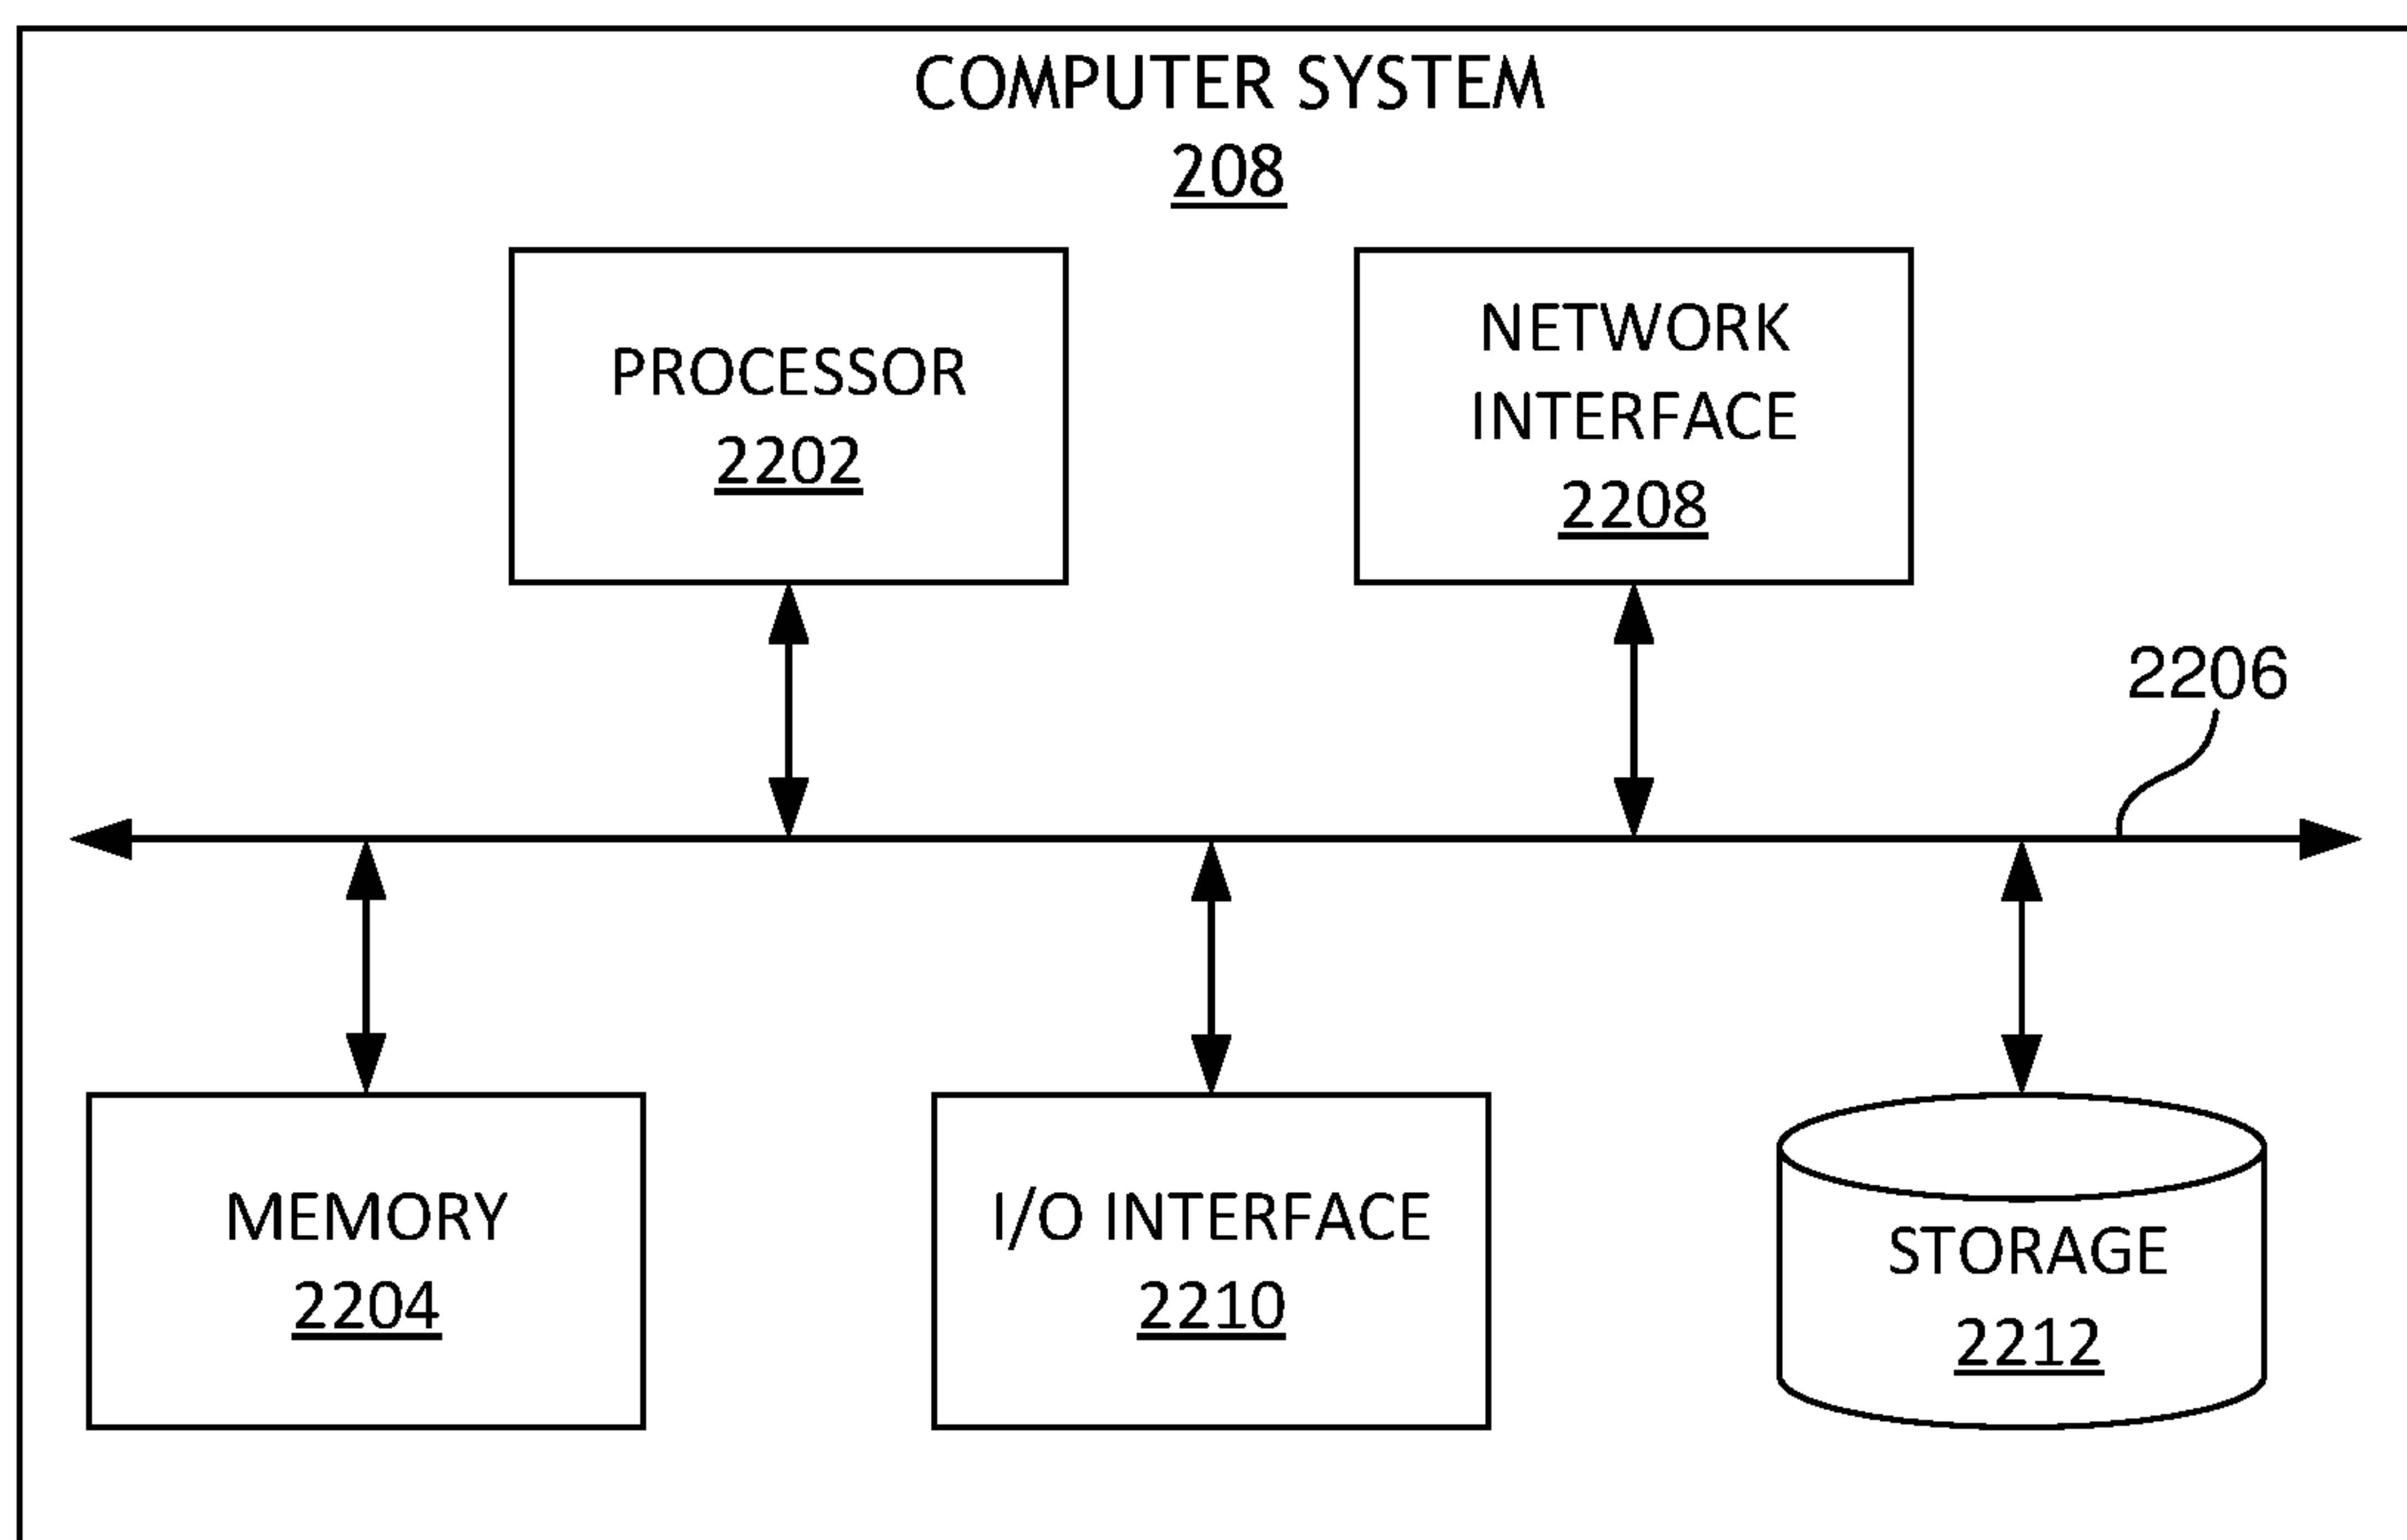 COMPUTER SYSTEM
208
PROCESSOR
2202
NETWORK
INTERFACE
2208
2206
MEMORY
2204
I/O INTERFACE
2210
STORAGE
2212